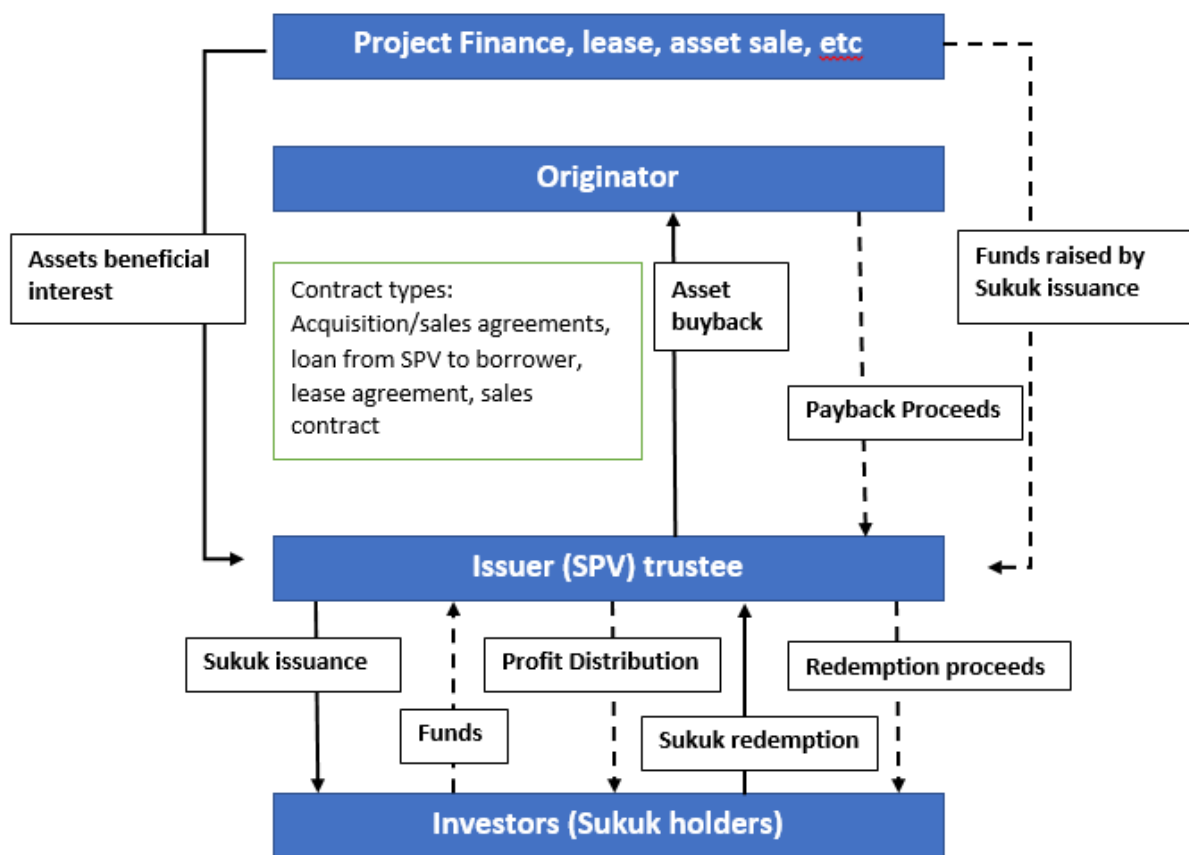 Project Finance, lease, asset sale, etc
Originator
Assets beneficial
interest
Contract types:
Acquisition/sales agreements,
loan from SPV to borrower,
lease agreement, sales
contract
Asset
buyback
Funds raised by
Sukuk issuance
Payback Proceeds
Issuer (SPV) trustee
Sukuk issuance
Profit Distribution
Redemption proceeds
Funds
Sukuk redemption
Investors (Sukuk holders)